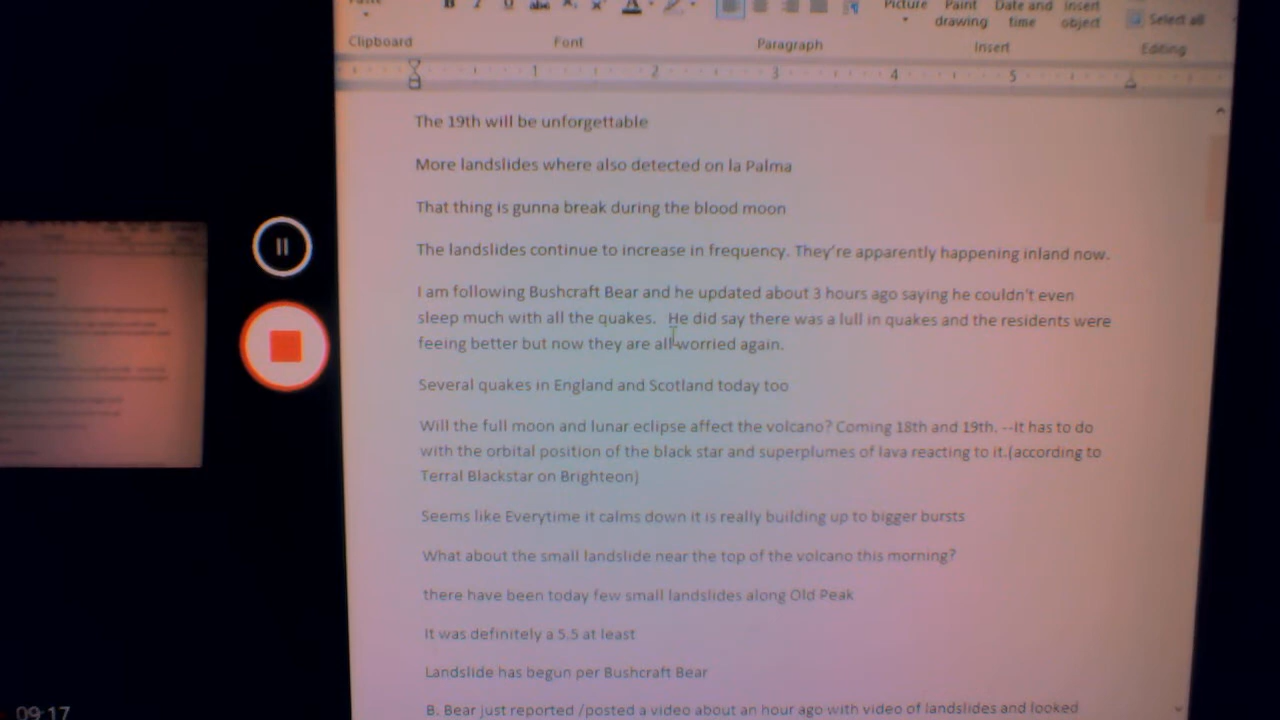 Picture
Paint drawing
Date and time
Insert object
Select all
Clipboard
Font
Paragraph
Insert
Editing
1 2 3 4 5
The 19th will be unforgettable
More landslides where also detected on la Palma
That thing is gunna break during the blood moon
The landslides continue to increase in frequency. They're apparently happening inland now.
I am following Bushcraft Bear and he updated about 3 hours ago saying he couldn't even
sleep much with all the quakes.  He did say there was a lull in quakes and the residents were
feeing better but now they are all worried again.
Several quakes in England and Scotland today too
Will the full moon and lunar eclipse affect the volcano? Coming 18th and 19th. --It has to do
with the orbital position of the black star and superplumes of lava reacting to it.(according to
Terral Blackstar on Brighteon)
Seems like Everytime it calms down it is really building up to bigger bursts
What about the small landslide near the top of the volcano this morning?
there have been today few small landslides along Old Peak
It was definitely a 5.5 at least
Landslide has begun per Bushcraft Bear
B. Bear just reported /posted a video about an hour ago with video of landslides and looked
09:17